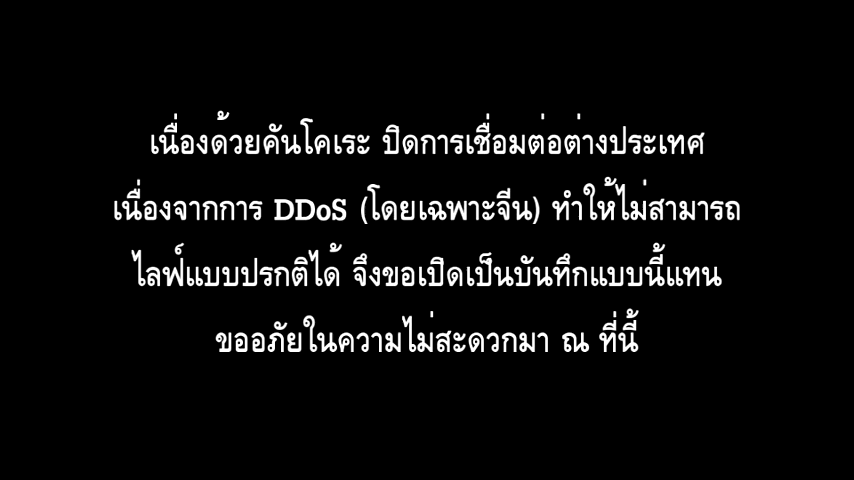 เนื่องด้วยคันโคเระ ปิดการเชื่อมต่อต่างประเทศ
เนื่องจากการ DDoS (โดยเฉพาะจีน) ทำให้ไม่สามารถ
ไลฟ์แบบปรกติได้ จึงขอเปิดเป็นบันทึกแบบนี้แทน
ขออภัยในความไม่สะดวกมา ณ ที่นี้